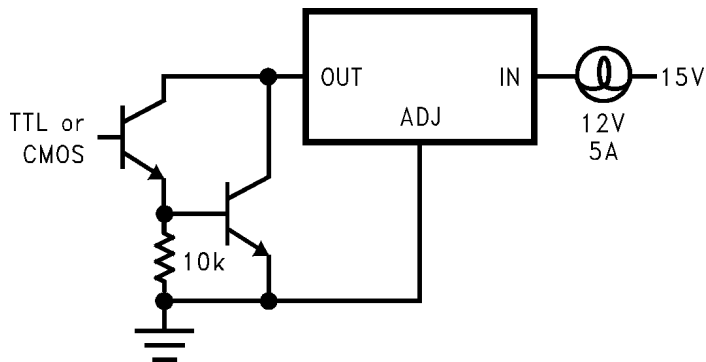 OUT
IN
15V
ADJ
TTL or
CMOS
12V
5A
10k